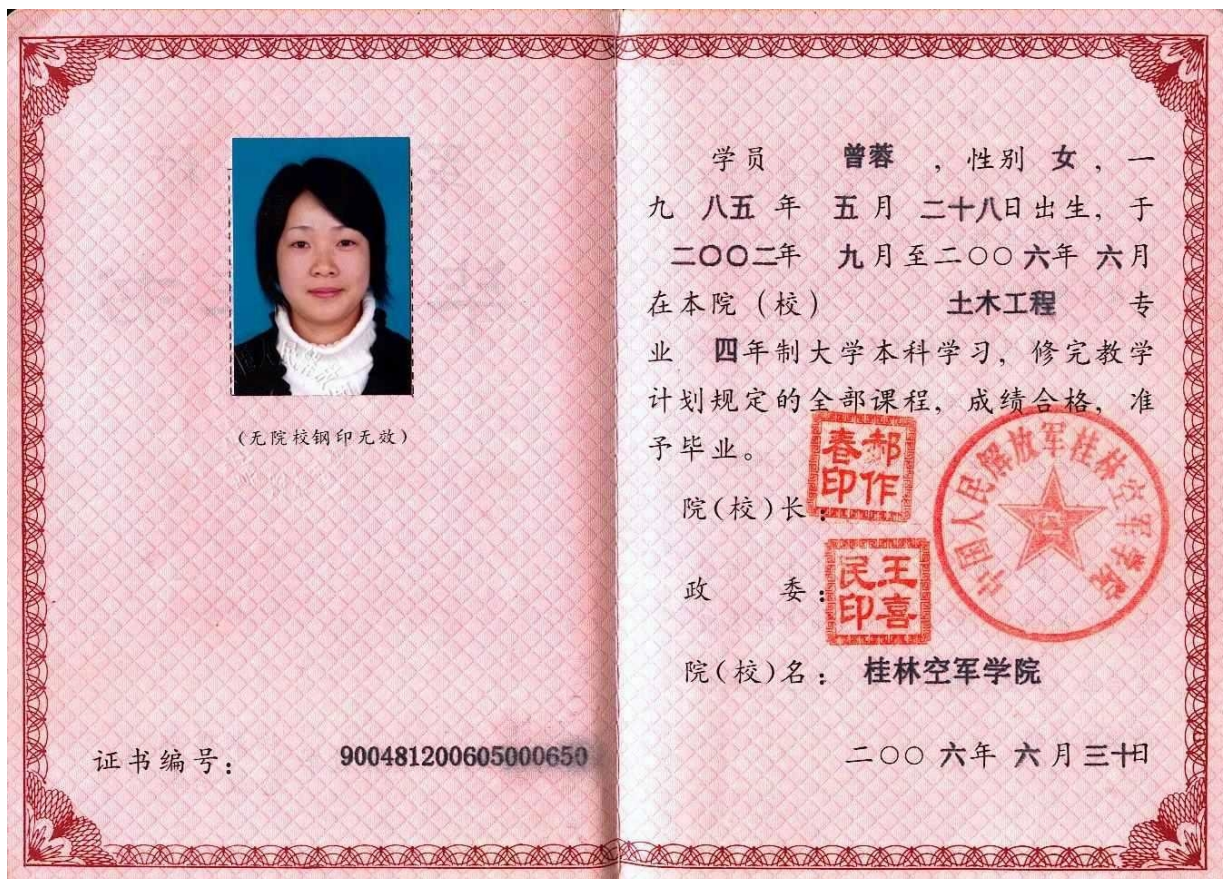 (无院校钢印无效)
证书编号: 900481200605000650
学员 曾蓉 , 性别 女 , 一
九 八五 年 五月 二十八日出生, 于
二〇〇二年 九月至二〇〇六年 六月
在本院 (校) 土木工程 专
业 四年制大学本科学习, 修完教学
计划规定的全部课程, 成绩合格, 准
予毕业。
院(校)长:
郝作春印
政 委:
王喜民印
中国人民解放军桂林空军学院
院(校)名: 桂林空军学院
二〇〇六年 六月三十日